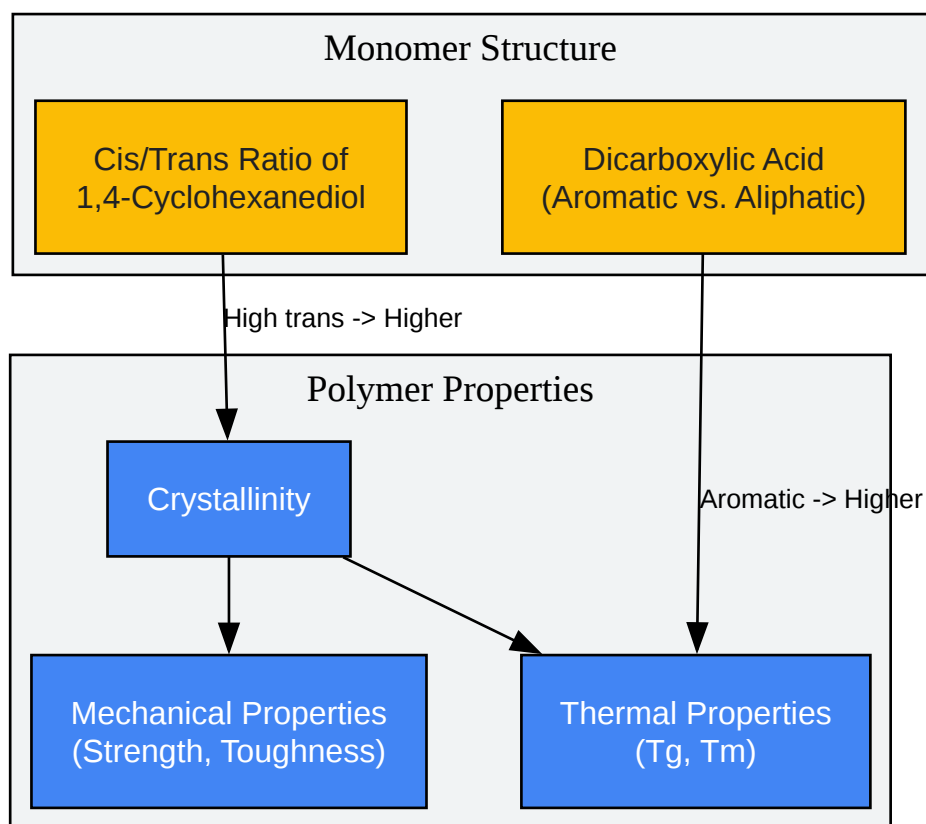 Monomer Structure
Cis/Trans Ratio of
1,4-Cyclohexanediol
Dicarboxylic Acid
(Aromatic vs. Aliphatic)
High trans -> Higher
Polymer Properties
Crystallinity
Aromatic -> Higher
Mechanical Properties
(Strength, Toughness)
Thermal Properties
(Tg, Tm)